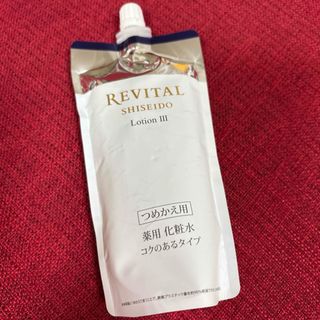 REVITAL
SHISEIDO
Lotion III
つめかえ用
薬用 化粧水
コクのあるタイプ